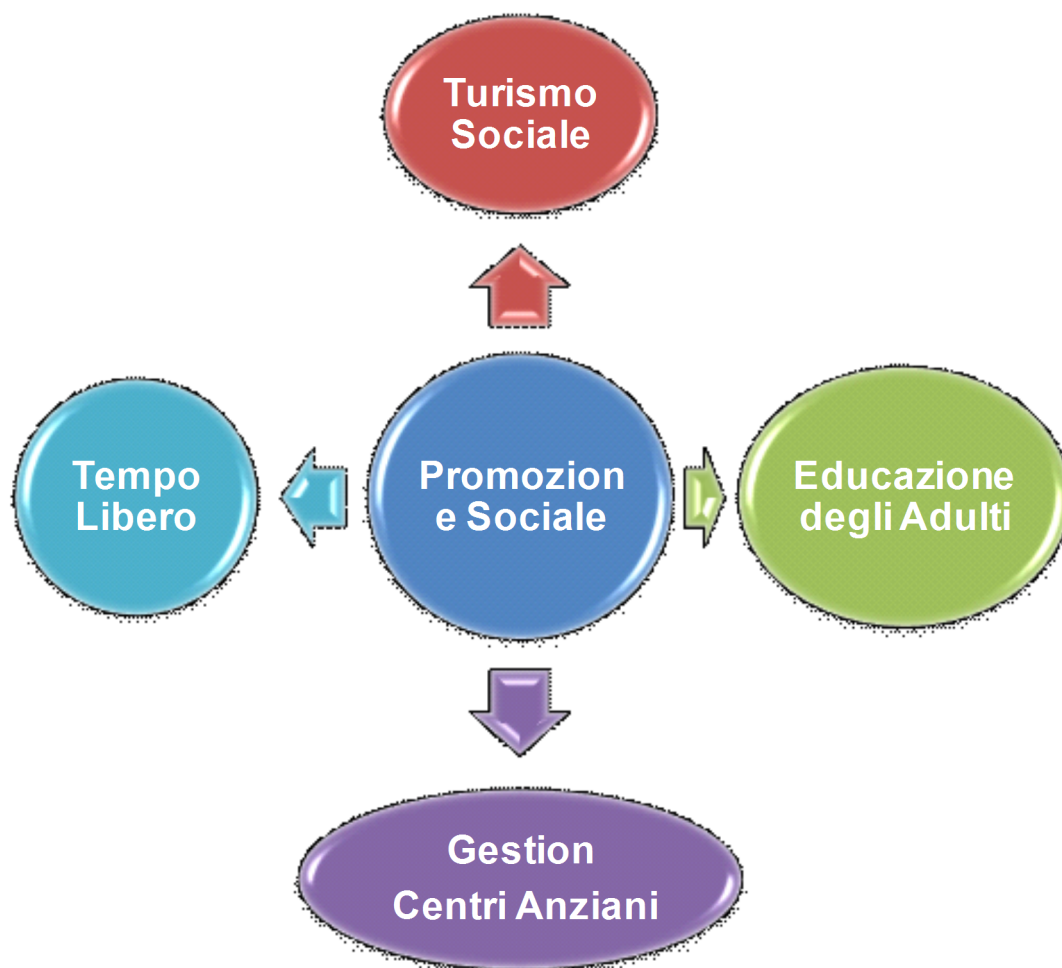 Turismo
Sociale
Tempo
Libero
Promozion
e Sociale
Educazione
degli Adulti
Gestion
Centri Anziani